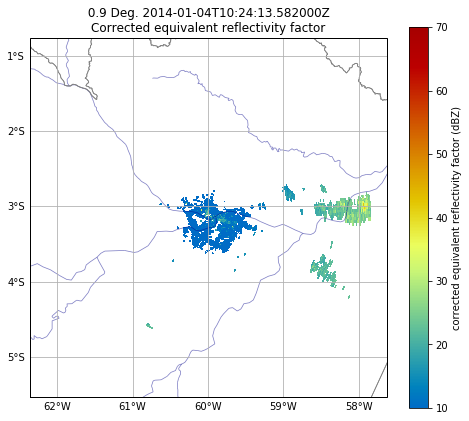 0.9 Deg. 2014-01-04T10:24:13.582000Z
Corrected equivalent reflectivity factor
1°S
2°S
3°S
4°S
5°S
62°W
61°W
60°W
59°W
58°W
70
60
50
40
30
20
10
corrected equivalent reflectivity factor (dBZ)